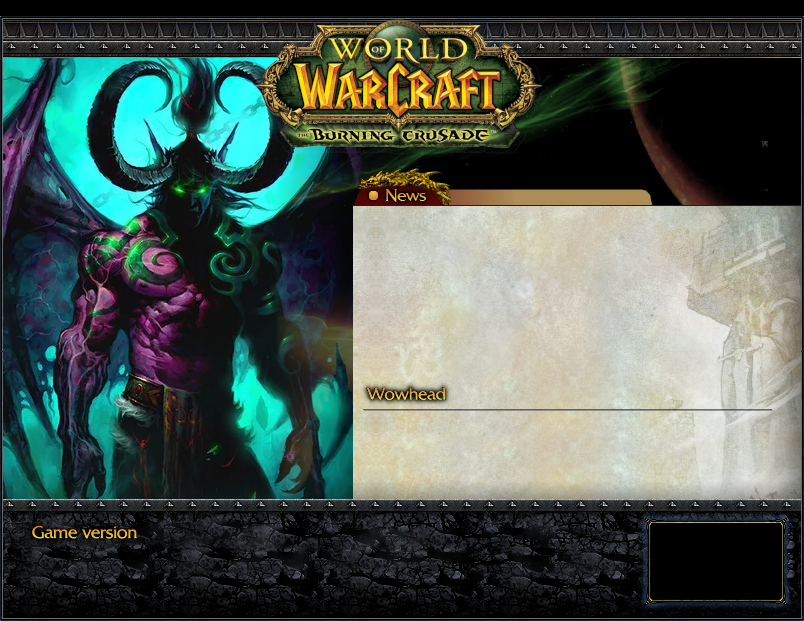 WORLD
OF
WARCRAFT
THE BURNING CRUSADE
News
Wowhead
Game version